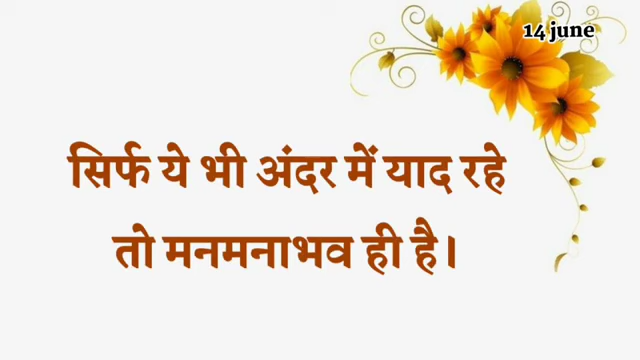 14 june
सिर्फ ये भी अंदर में याद रहे
तो मनमनाभव ही है।